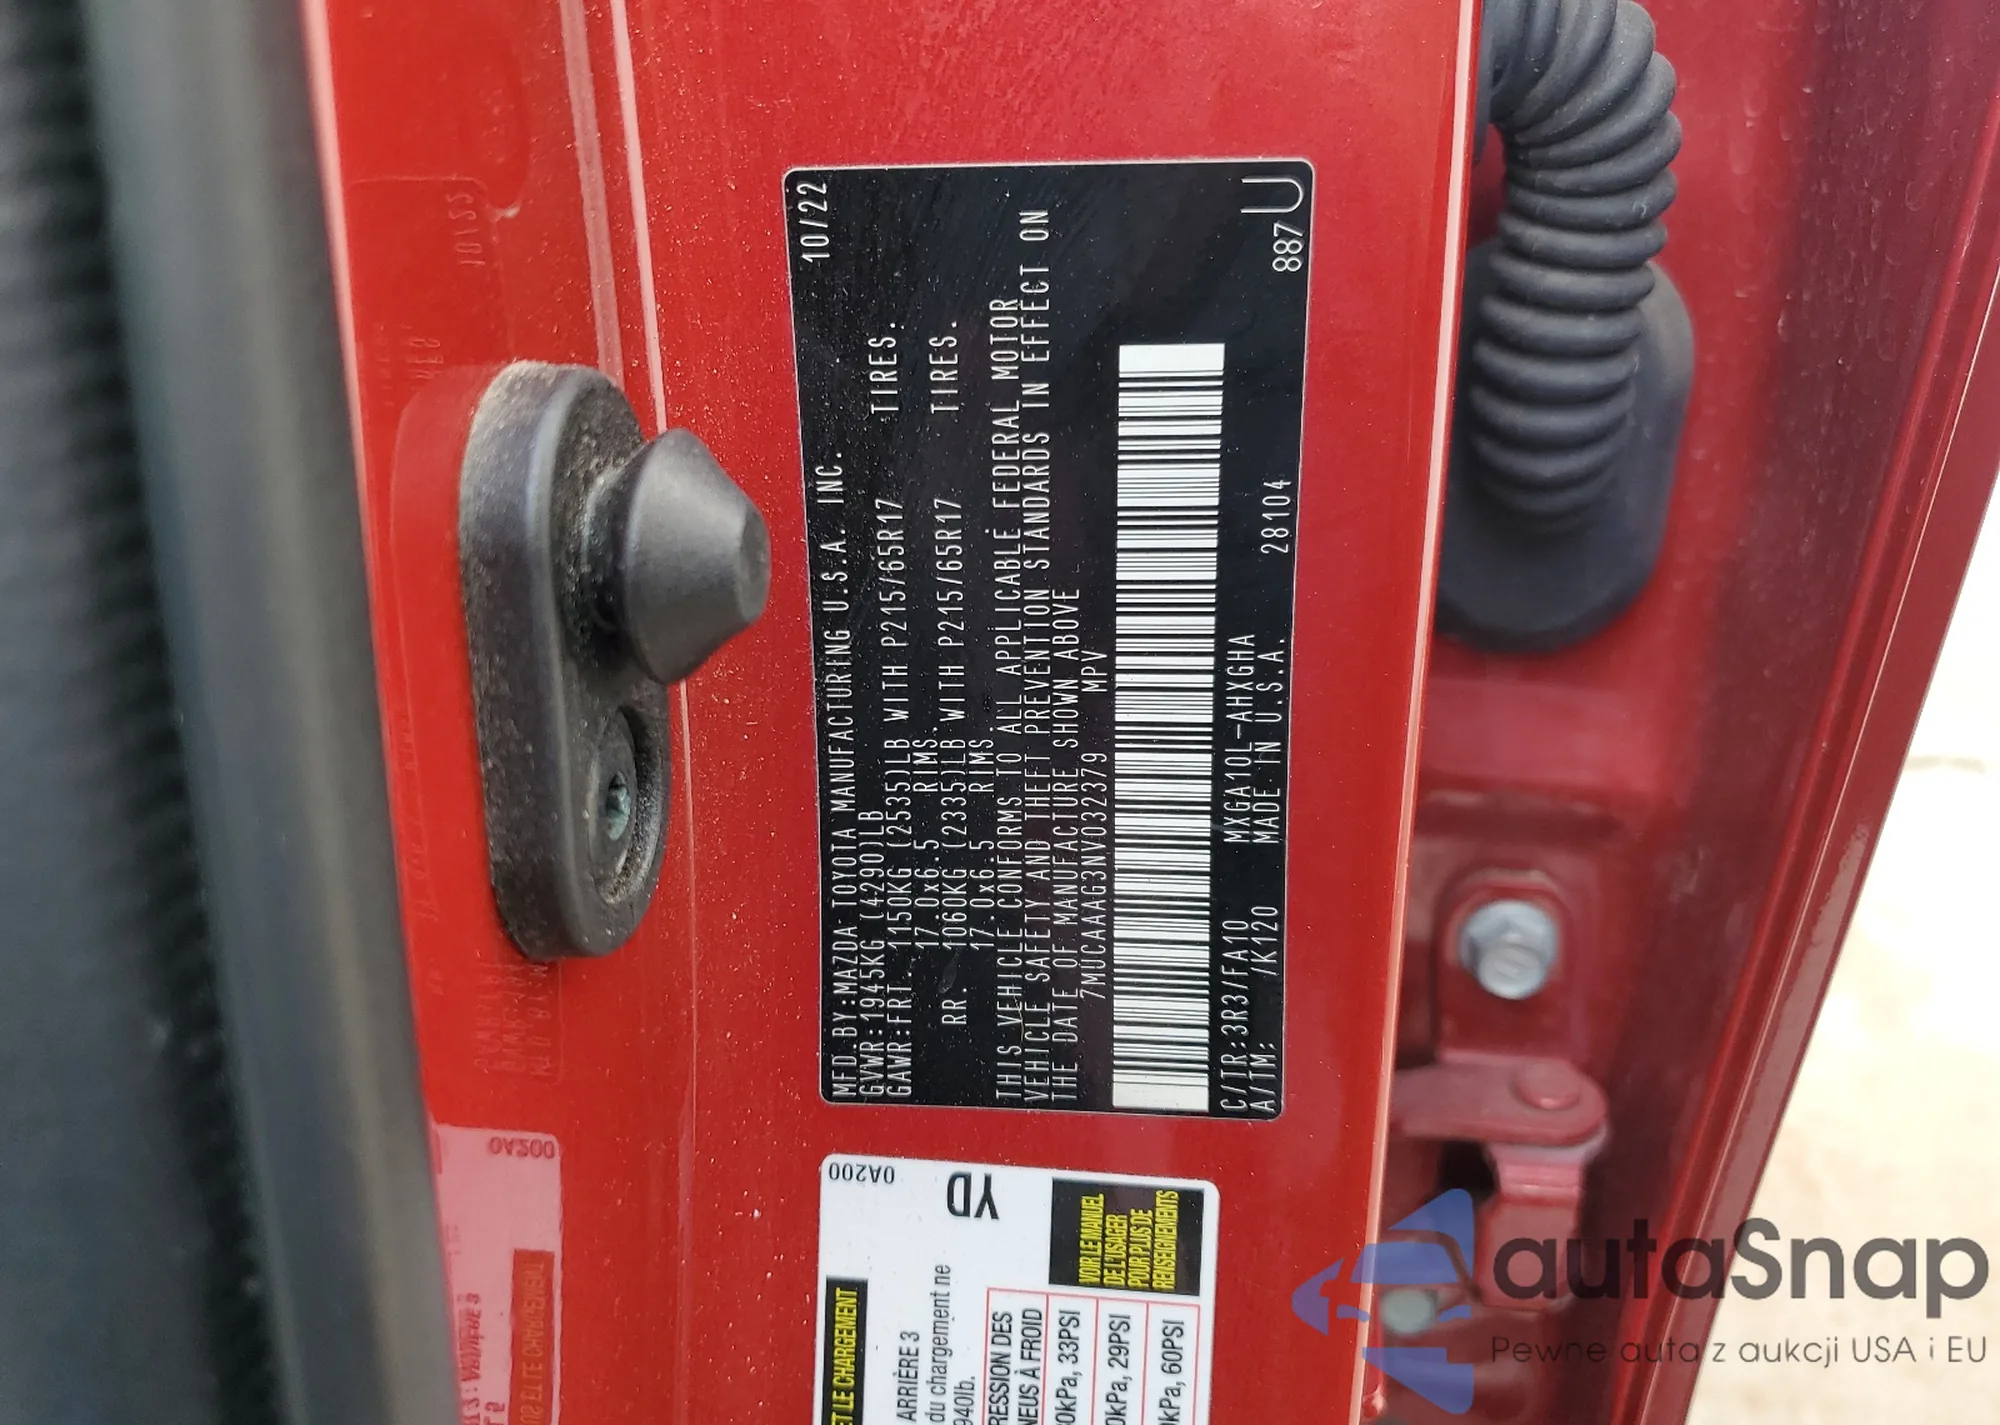 MFD.BY:MAZDA TOYOTA MANUFACTURING U.S.A. INC. 10/22
GVWR:1945KG (4290)LB
GAWR:FRT. 1150KG (2535)LB WITH P215/65R17 TIRES.
17.0x6.5 RIMS.
RR. 1060KG (2335)LB WITH P215/65R17 TIRES.
17.0x6.5 RIMS.
THIS VEHICLE CONFORMS TO ALL APPLICABLE FEDERAL MOTOR
VEHICLE SAFETY AND THEFT PREVENTION STANDARDS IN EFFECT ON
THE DATE OF MANUFACTURE SHOWN ABOVE
7MUCAAAG3NV032379 MPV
C/TR:3R3/FA10 MXGA10L-AHXGHA
A/TM: /K120 MADE IN U.S.A. 28104 887 U
0A200
YD
VOIR LE MANUEL
DE L'USAGER
POUR PLUS DE
RENSEIGNEMENTS
ET LE CHARGEMENT
ARRIÈRE 3
du chargement ne
940lb.
RESSION DES
NEUS À FROID
0kPa, 33PSI
0kPa, 29PSI
0kPa, 60PSI
autaSnap
Pewne auta z aukcji USA i EU